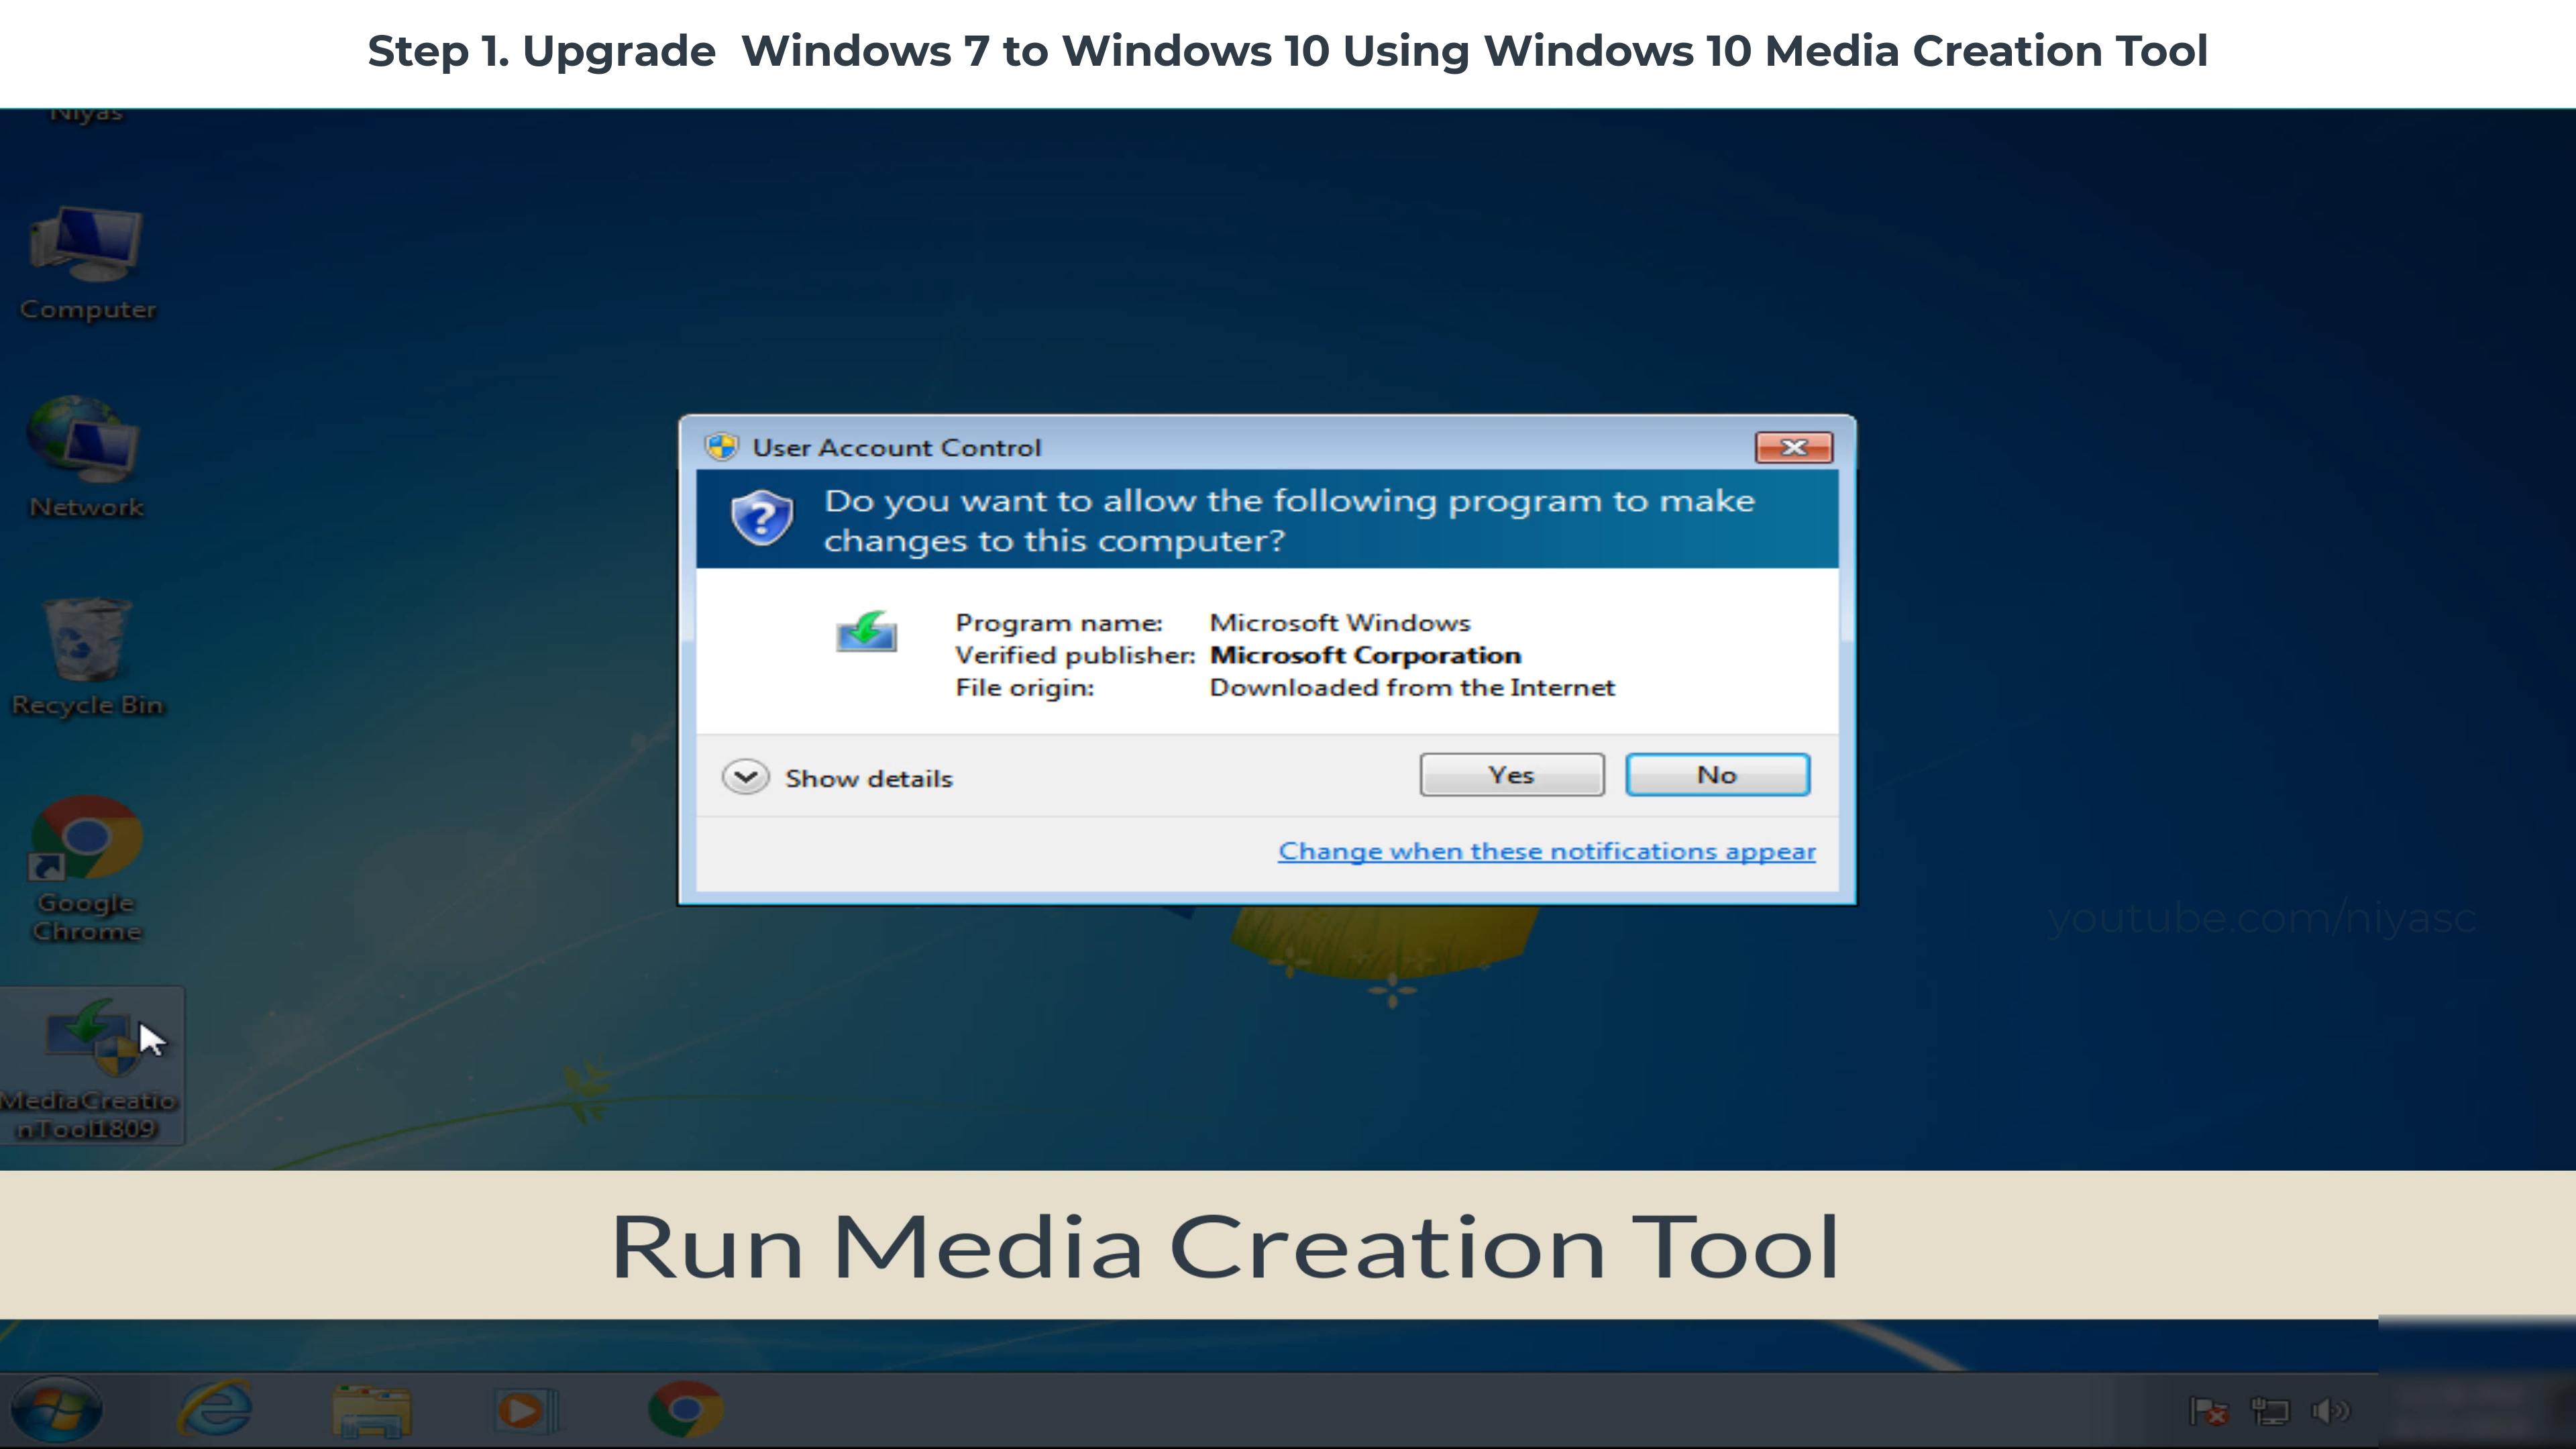 Step 1. Upgrade  Windows 7 to Windows 10 Using Windows 10 Media Creation Tool
Niyas
Computer
Network
Recycle Bin
Google
Chrome
MediaCreatio
nTool1809
User Account Control
Do you want to allow the following program to make
changes to this computer?
Program name: Microsoft Windows
Verified publisher: Microsoft Corporation
File origin: Downloaded from the Internet
Show details
Yes
No
Change when these notifications appear
youtube.com/niyasc
Run Media Creation Tool